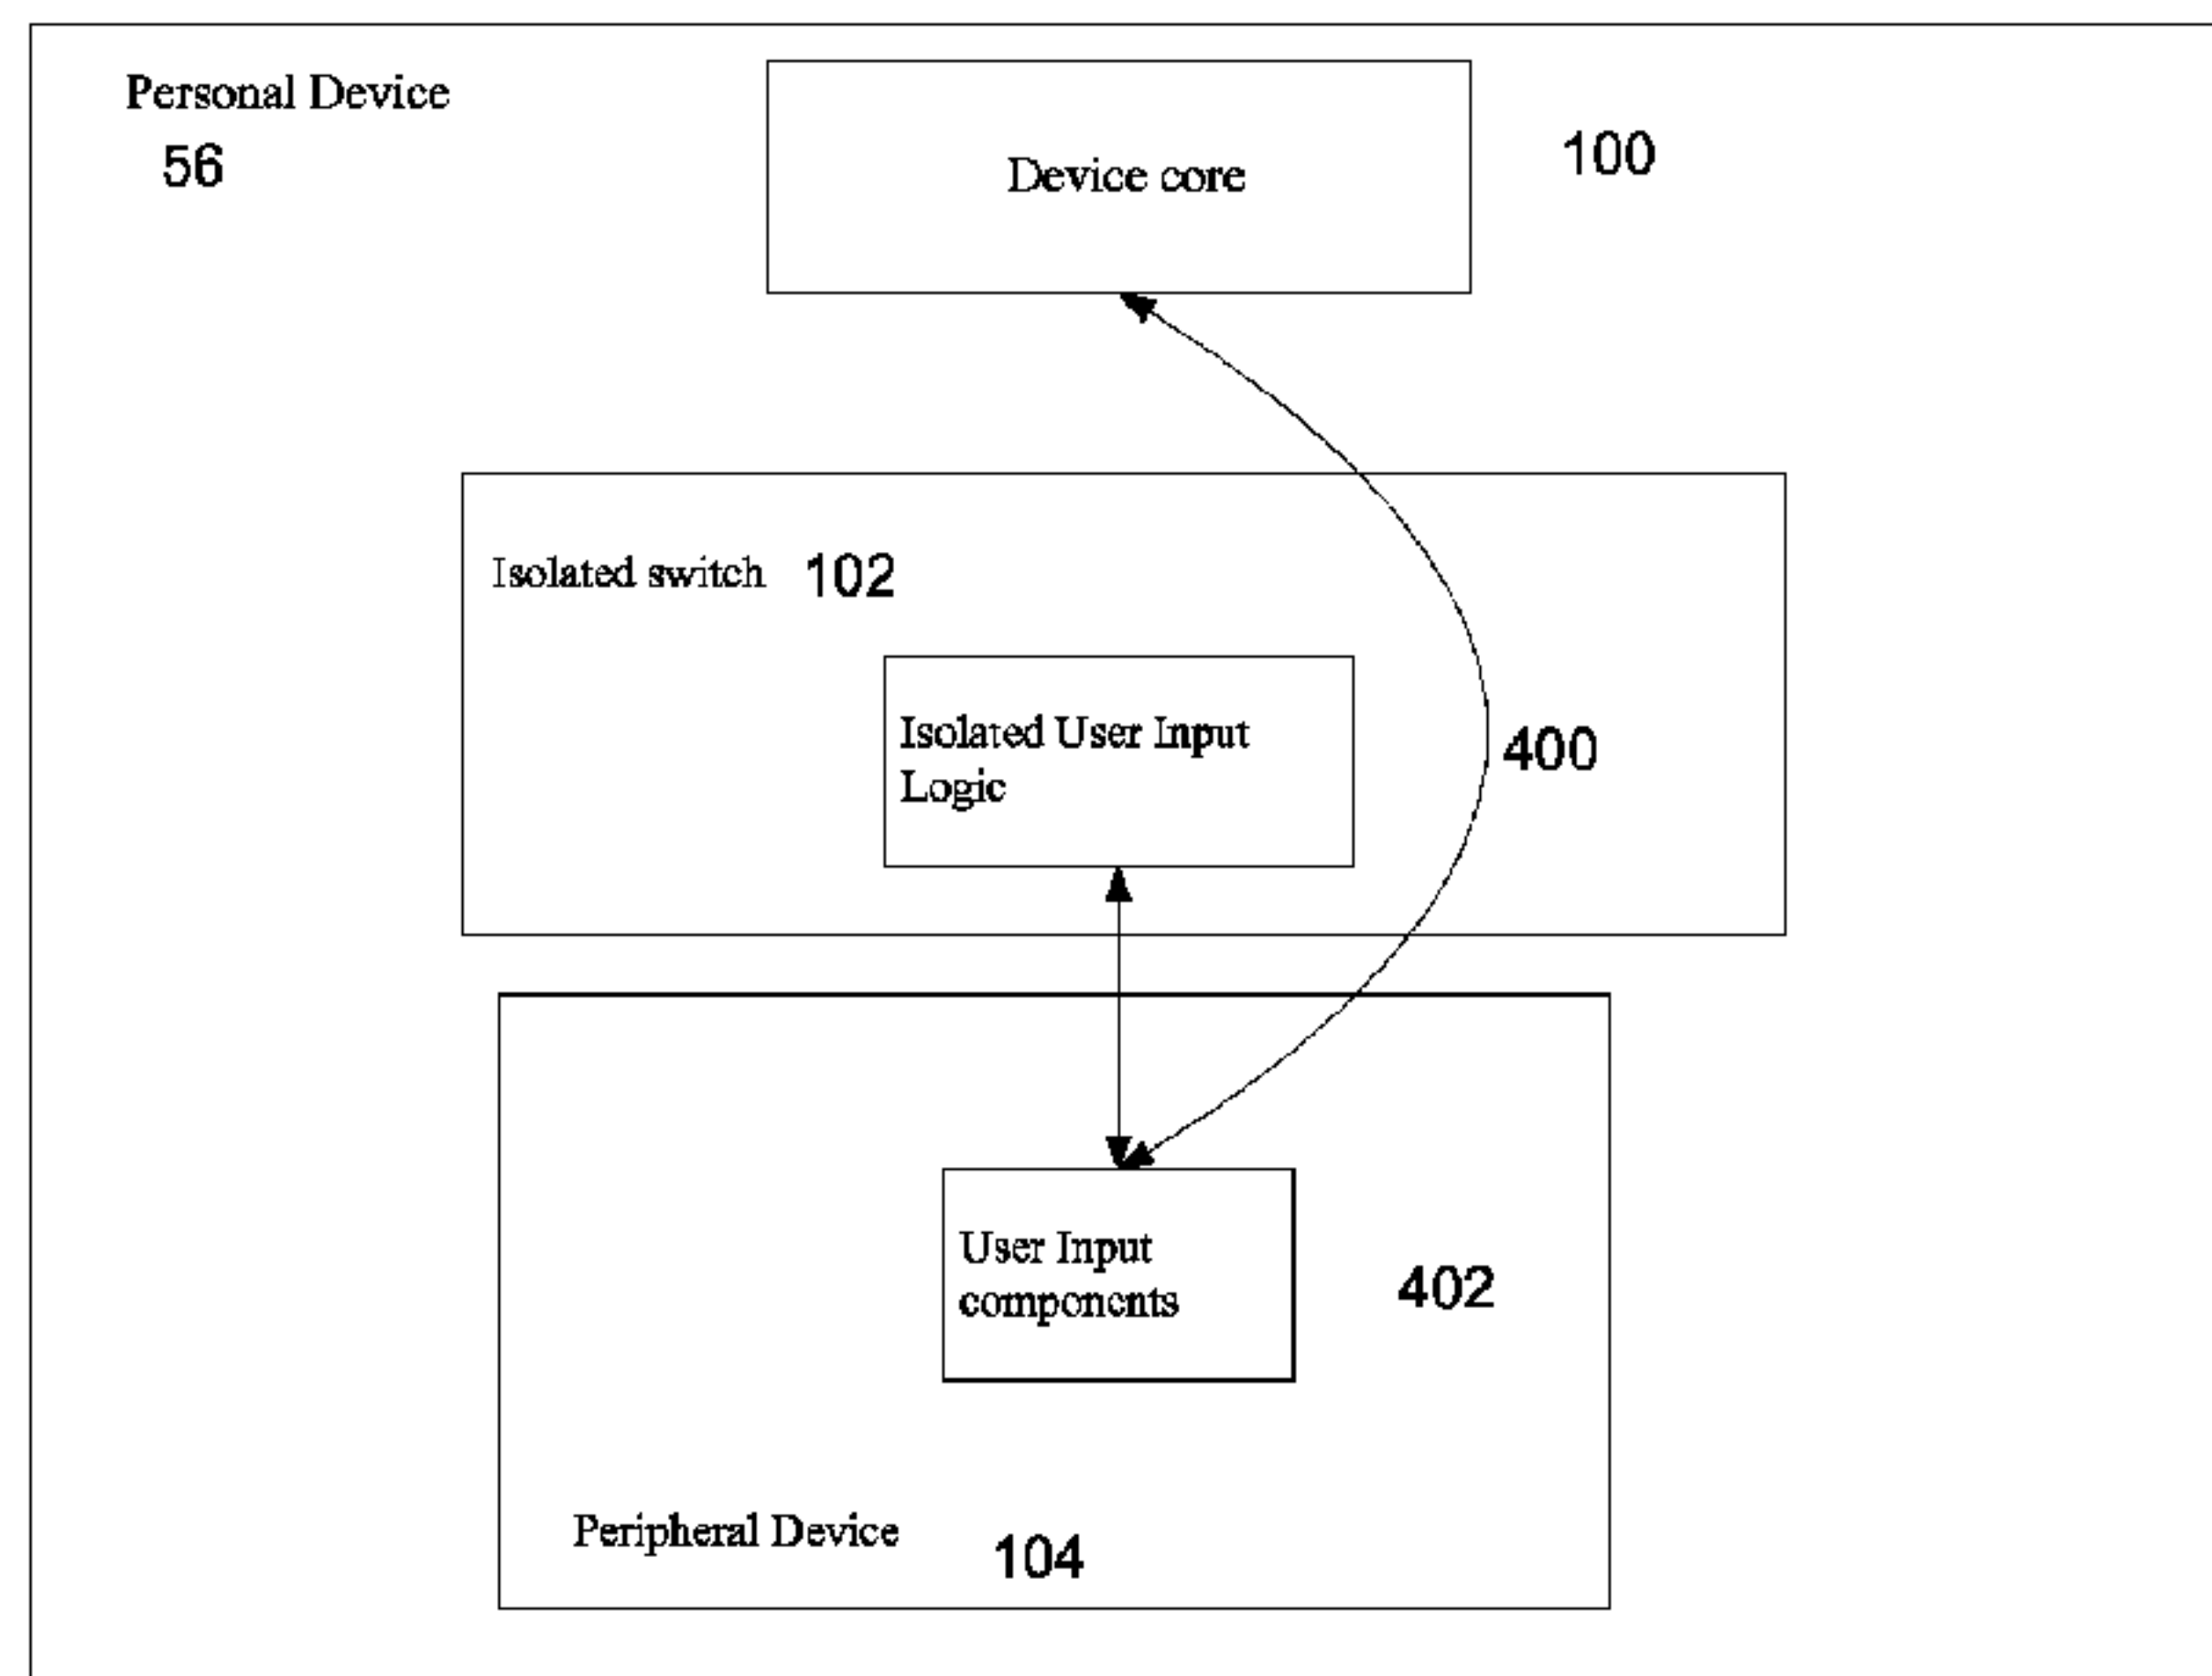 Personal Device
56
Device core
100
Isolated switch 102
Isolated User Input
Logic
400
User Input
components
402
Peripheral Device
104